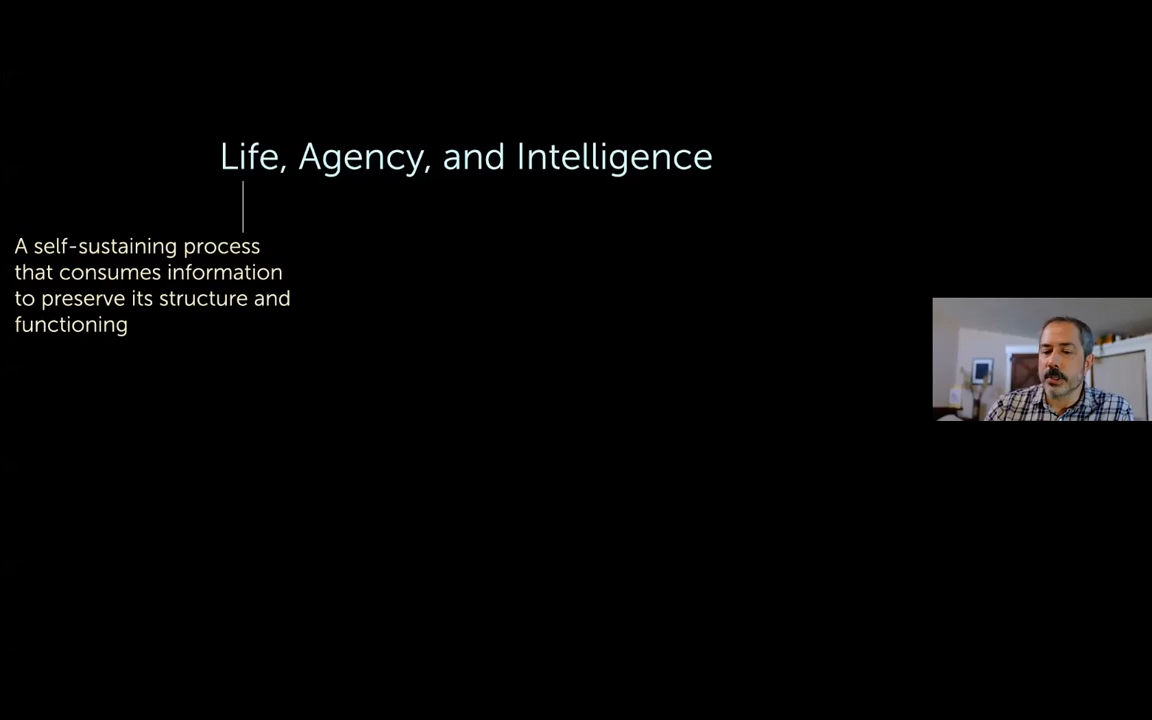 Life, Agency, and Intelligence
A self-sustaining process
that consumes information
to preserve its structure and
functioning